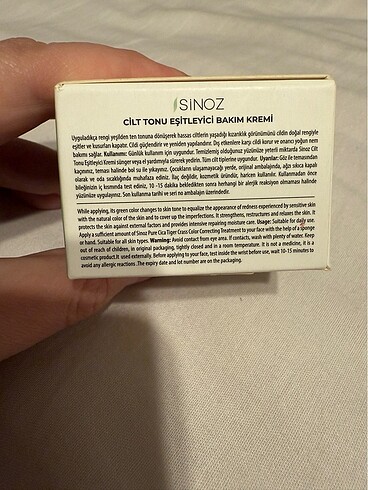 SiNOZ
CİLT TONU EŞİTLEYİCİ BAKIM KREMİ
Uyguladıkça rengi yeşilden ten tonuna dönüşerek hassas ciltlerin yaşadığı kızarıklık görünümünü cildin doğal rengiyle
eşitler ve kusurları kapatır. Cildi güçlendirir ve yeniden yapılandırır. Dış etkenlere karşı cildi korur ve onarıcı yoğun nem
bakımı sağlar. Kullanımı: Günlük kullanım için uygundur. Temizlemiş olduğunuz yüzünüze yeterli miktarda Sinoz Cilt
Tonu Eşitleyici Kremi sünger veya el yardımıyla sürerek yedirin. Tüm cilt tiplerine uygundur. Uyarılar: Göz ile temasından
kaçınınız, teması halinde bol su ile yıkayınız. Çocukların ulaşamayacağı yerde, orijinal ambalajında, ağzı sıkıca kapalı
olarak ve oda sıcaklığında muhafaza ediniz. İlaç değildir, kozmetik üründür, haricen kullanılır. Kullanmadan önce
bileğinizin iç kısmında test ediniz, 10 -15 dakika bekledikten sonra herhangi bir alerjik reaksiyon olmaması halinde
yüzünüze uygulayınız. Son kullanma tarihi ve seri no ambalajın üzerindedir.
While applying, its green color changes to skin tone to equalize the appearance of redness experienced by sensitive skin
with the natural color of the skin and to cover up the imperfections. It strengthens, restructures and relaxes the skin. It
protects the skin against external factors and provides intensive repairing moisture care. Usage: Suitable for daily use.
Apply a sufficient amount of Sinoz Pure Cica Tiger Crass Color Correcting Treatment to your face with the help of a sponge
or hand. Suitable for all skin types. Warning: Avoid contact from eye area. If contacts, wash with plenty of water. Keep
out of reach of children, in original packaging, tightly closed and in a room temperature. It is not a medicine, it is a
cosmetic product.It used externally. Before applying to your face, test inside the wrist before use, wait 10-15 minutes to
avoid any allergic reactions .The expiry date and lot number are on the packaging.